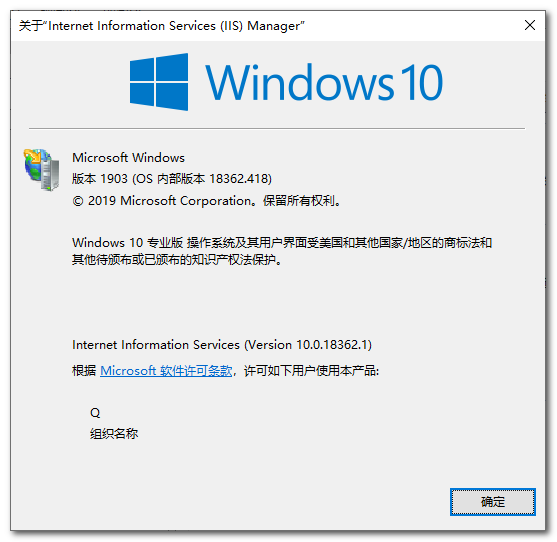 关于“Internet Information Services (IIS) Manager”
Windows 10
Microsoft Windows
版本 1903 (OS 内部版本 18362.418)
© 2019 Microsoft Corporation。保留所有权利。
Windows 10 专业版 操作系统及其用户界面受美国和其他国家/地区的商标法和
其他待颁布或已颁布的知识产权法保护。
Internet Information Services (Version 10.0.18362.1)
根据 Microsoft 软件许可条款，许可如下用户使用本产品:
Q
组织名称
确定